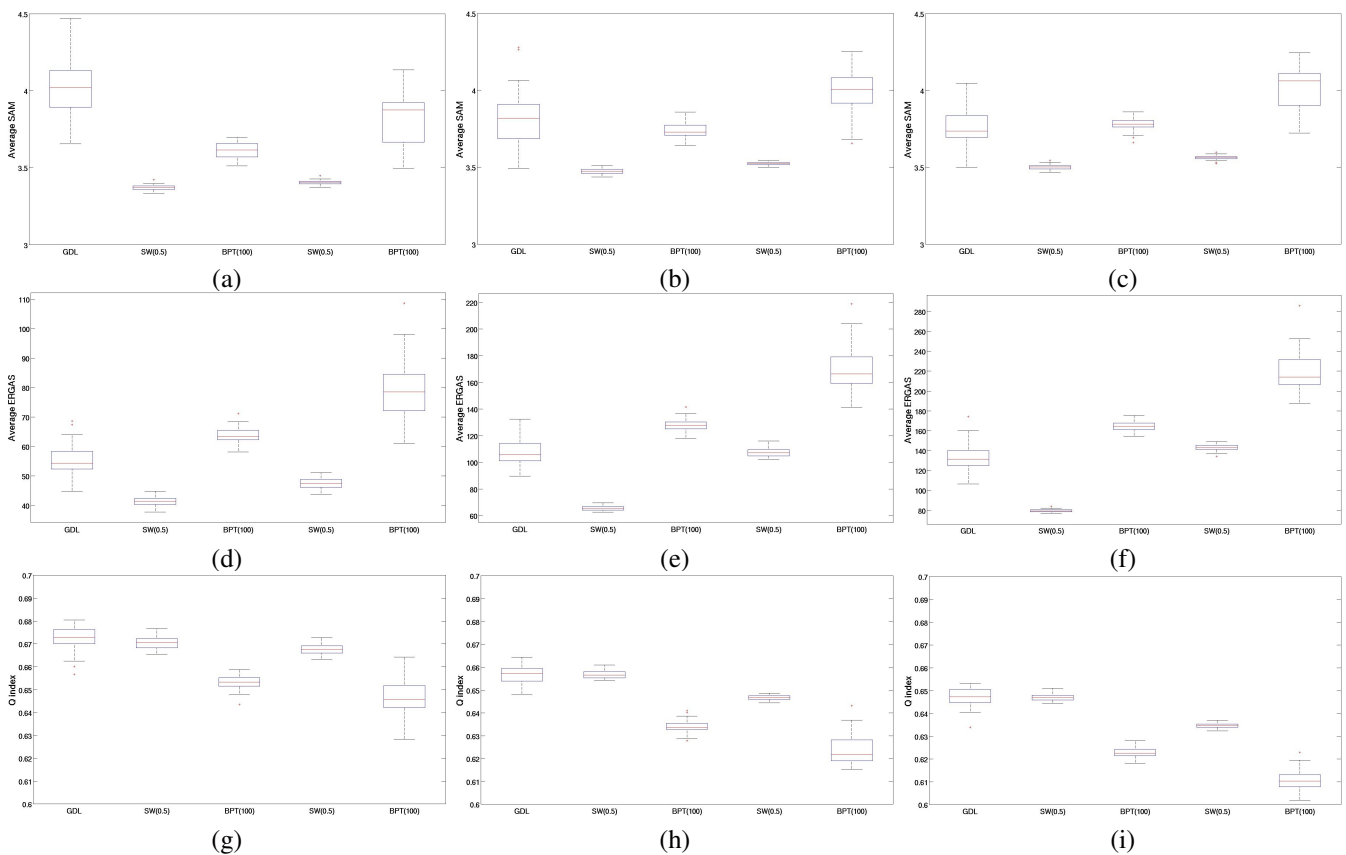 4.5
4
3.5
3
Average SAM
GDL SW(0.5) BPT(100) SW(0.5) BPT(100)
(a)
4.5
4
3.5
3
Average SAM
GDL SW(0.5) BPT(100) SW(0.5) BPT(100)
(b)
4.5
4
3.5
3
Average SAM
GDL SW(0.5) BPT(100) SW(0.5) BPT(100)
(c)
110
100
90
80
70
60
50
40
Average ERGAS
GDL SW(0.5) BPT(100) SW(0.5) BPT(100)
(d)
220
200
180
160
140
120
100
80
60
Average ERGAS
GDL SW(0.5) BPT(100) SW(0.5) BPT(100)
(e)
280
260
240
220
200
180
160
140
120
100
80
Average ERGAS
GDL SW(0.5) BPT(100) SW(0.5) BPT(100)
(f)
0.7
0.69
0.68
0.67
0.66
0.65
0.64
0.63
0.62
0.61
0.6
Q index
GDL SW(0.5) BPT(100) SW(0.5) BPT(100)
(g)
0.7
0.69
0.68
0.67
0.66
0.65
0.64
0.63
0.62
0.61
0.6
Q index
GDL SW(0.5) BPT(100) SW(0.5) BPT(100)
(h)
0.7
0.69
0.68
0.67
0.66
0.65
0.64
0.63
0.62
0.61
0.6
Q index
GDL SW(0.5) BPT(100) SW(0.5) BPT(100)
(i)